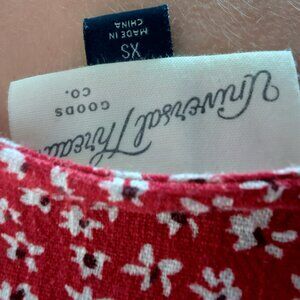 Universal Thread
GOODS
CO.
XS
MADE IN
CHINA